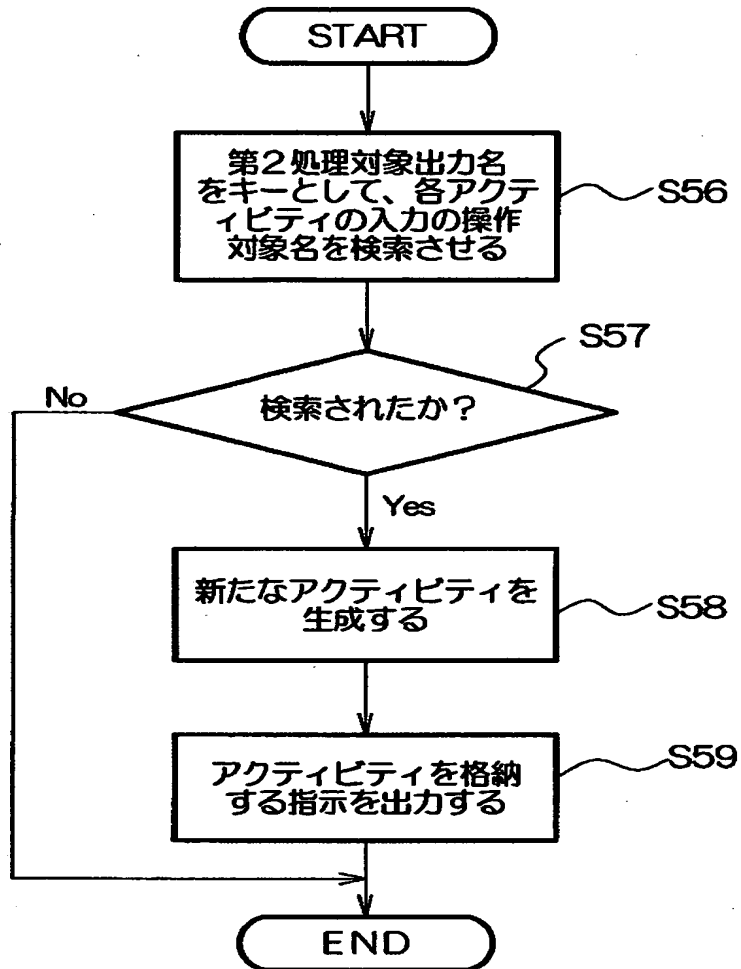 START
第2処理対象出力名
をキーとして、各アクテ
ィビティの入力の操作
対象名を検索させる
S56
S57
検索されたか？
No
Yes
新たなアクティビティを
生成する
S58
アクティビティを格納
する指示を出力する
S59
END